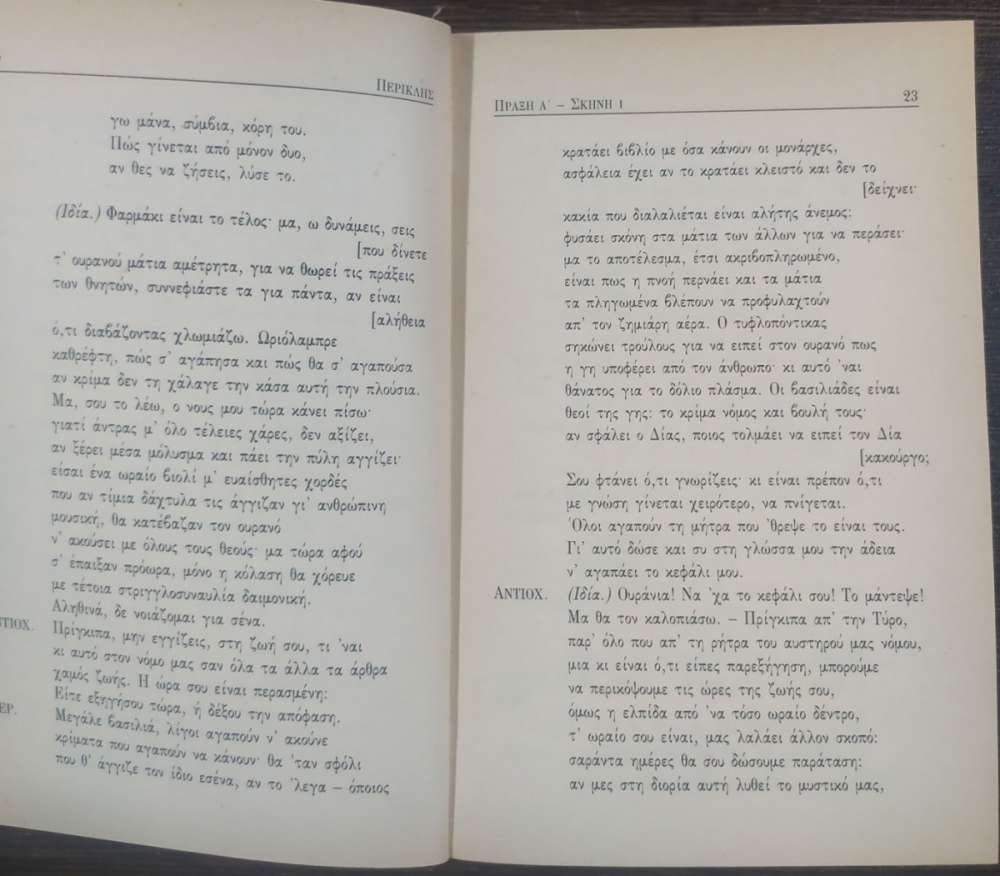 ΠΕΡΙΚΛΗΣ
γω μάνα, σύμβια, κόρη του.
Πώς γίνεται από μόνον δυο,
αν θες να ζήσεις, λύσε το.
(Ιδία.) Φαρμάκι είναι το τέλος· μα, ω δυνάμεις, σεις
[που δίνετε
τ' ουρανού μάτια αμέτρητα, για να θωρεί τις πράξεις
των θνητών, συννεφιάστε τα για πάντα, αν είναι
[αλήθεια
ό,τι διαβάζοντας χλωμιάζω. Ωριόλαμπρε
καθρέφτη, πώς σ' αγάπησα και πώς θα σ' αγαπούσα
αν κρίμα δεν τη χάλαγε την κάσα αυτή την πλούσια.
Μα, σου το λέω, ο νους μου τώρα κάνει πίσω·
γιατί άντρας μ' όλο τέλειες χάρες, δεν αξίζει,
αν ξέρει μέσα μόλυσμα και πάει την πύλη αγγίζει·
είσαι ένα ωραίο βιολί μ' ευαίσθητες χορδές
που αν τίμια δάχτυλα τις άγγιζαν γι' ανθρώπινη
μουσική, θα κατέβαζαν τον ουρανό
ν' ακούσει με όλους τους θεούς· μα τώρα αφού
σ' έπαιξαν πρόωρα, μόνο η κόλαση θα χόρευε
με τέτοια στριγγλοσυναυλία δαιμονική.
Αληθινά, δε νοιάζομαι για σένα.
ΝΤΙΟΧ. Πρίγκιπα, μην εγγίζεις, στη ζωή σου, τι 'ναι
κι αυτό στον νόμο μας σαν όλα τα άλλα τα άρθρα
χαμός ζωής. Η ώρα σου είναι περασμένη:
Είτε εξηγήσου τώρα, ή δέξου την απόφαση.
ΕΡ. Μεγάλε βασιλιά, λίγοι αγαπούν ν' ακούνε
κρίματα που αγαπούν να κάνουν· θα 'ταν σφόλι
που θ' άγγιζε τον ίδιο εσένα, αν το 'λεγα – όποιος
ΠΡΑΞΗ Α΄ – ΣΚΗΝΗ 1 23
κρατάει βιβλίο με όσα κάνουν οι μονάρχες,
ασφάλεια έχει αν το κρατάει κλειστό και δεν το
[δείχνει·
κακία που διαλαλιέται είναι αλήτης άνεμος:
φυσάει σκόνη στα μάτια των άλλων για να περάσει·
μα το αποτέλεσμα, έτσι ακριβοπληρωμένο,
είναι πως η πνοή περνάει και τα μάτια
τα πληγωμένα βλέπουν να προφυλαχτούν
απ' τον ζημιάρη αέρα. Ο τυφλοπόντικας
σηκώνει τρούλους για να ειπεί στον ουρανό πως
η γη υποφέρει από τον άνθρωπο· κι αυτό 'ναι
θάνατος για το δόλιο πλάσμα. Οι βασιλιάδες είναι
θεοί της γης: το κρίμα νόμος και βουλή τους·
αν σφάλει ο Δίας, ποιος τολμάει να ειπεί τον Δία
[κακούργο;
Σου φτάνει ό,τι γνωρίζεις· κι είναι πρέπον ό,τι
με γνώση γίνεται χειρότερο, να πνίγεται.
Όλοι αγαπούν τη μήτρα που 'θρεψε το είναι τους.
Γι' αυτό δώσε και συ στη γλώσσα μου την άδεια
ν' αγαπάει το κεφάλι μου.
ΑΝΤΙΟΧ. (Ιδία.) Ουράνια! Να 'χα το κεφάλι σου! Το μάντεψε!
Μα θα τον καλοπιάσω. – Πρίγκιπα απ' την Τύρο,
παρ' όλο που απ' τη ρήτρα του αυστηρού μας νόμου,
μια κι είναι ό,τι είπες παρεξήγηση, μπορούμε
να περικόψουμε τις ώρες της ζωής σου,
όμως η ελπίδα από 'να τόσο ωραίο δέντρο,
τ' ωραίο σου είναι, μας λαλάει άλλον σκοπό:
σαράντα ημέρες θα σου δώσουμε παράταση:
αν μες στη διορία αυτή λυθεί το μυστικό μας,